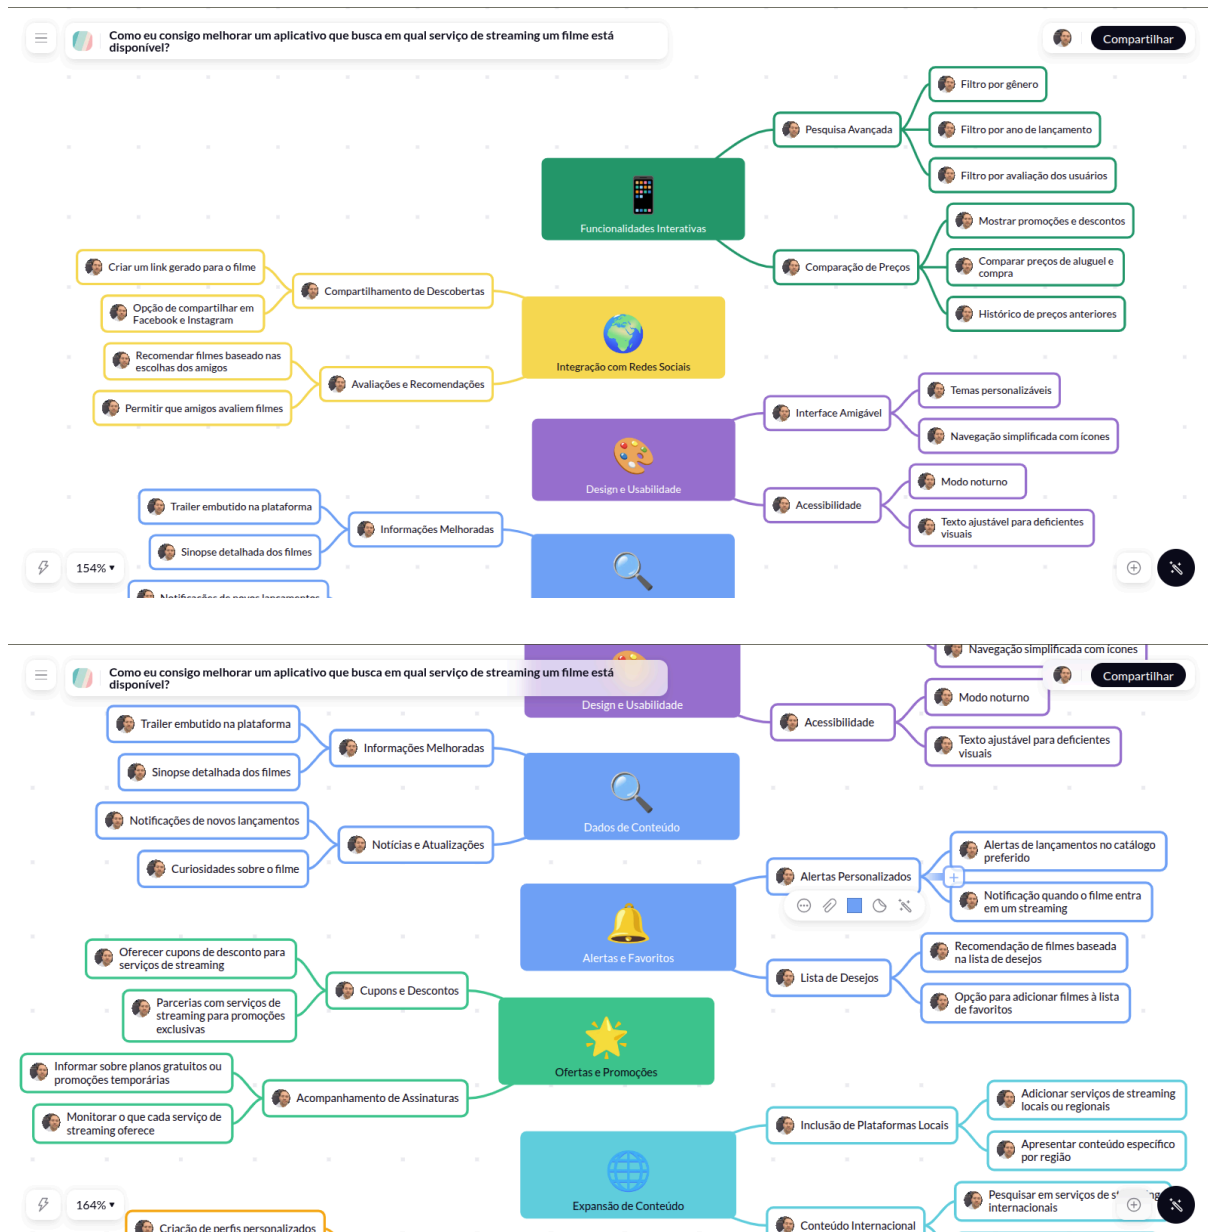 Como eu consigo melhorar um aplicativo que busca em qual serviço de streaming um filme está
disponível?
Compartilhar
Filtro por gênero
Pesquisa Avançada
Filtro por ano de lançamento
Filtro por avaliação dos usuários
Funcionalidades Interativas
Mostrar promoções e descontos
Comparação de Preços
Comparar preços de aluguel e
compra
Histórico de preços anteriores
Criar um link gerado para o filme
Compartilhamento de Descobertas
Opção de compartilhar em
Facebook e Instagram
Recomendar filmes baseado nas
escolhas dos amigos
Avaliações e Recomendações
Permitir que amigos avaliem filmes
Integração com Redes Sociais
Interface Amigável
Temas personalizáveis
Navegação simplificada com ícones
Design e Usabilidade
Modo noturno
Acessibilidade
Texto ajustável para deficientes
visuais
Trailer embutido na plataforma
Informações Melhoradas
Sinopse detalhada dos filmes
154%
Notificações de novos lançamentos
Como eu consigo melhorar um aplicativo que busca em qual serviço de streaming um filme está
disponível?
Navegação simplificada com ícones
Compartilhar
Design e Usabilidade
Modo noturno
Acessibilidade
Texto ajustável para deficientes
visuais
Trailer embutido na plataforma
Informações Melhoradas
Sinopse detalhada dos filmes
Notificações de novos lançamentos
Notícias e Atualizações
Curiosidades sobre o filme
Dados de Conteúdo
Alertas Personalizados
Alertas de lançamentos no catálogo
preferido
Notificação quando o filme entra
em um streaming
Alertas e Favoritos
Recomendação de filmes baseada
na lista de desejos
Lista de Desejos
Opção para adicionar filmes à lista
de favoritos
Oferecer cupons de desconto para
serviços de streaming
Cupons e Descontos
Parcerias com serviços de
streaming para promoções
exclusivas
Ofertas e Promoções
Informar sobre planos gratuitos ou
promoções temporárias
Acompanhamento de Assinaturas
Monitorar o que cada serviço de
streaming oferece
Adicionar serviços de streaming
locais ou regionais
Inclusão de Plataformas Locais
Apresentar conteúdo específico
por região
Expansão de Conteúdo
Pesquisar em serviços de
internacionais
Conteúdo Internacional
164%
Criação de perfis personalizados